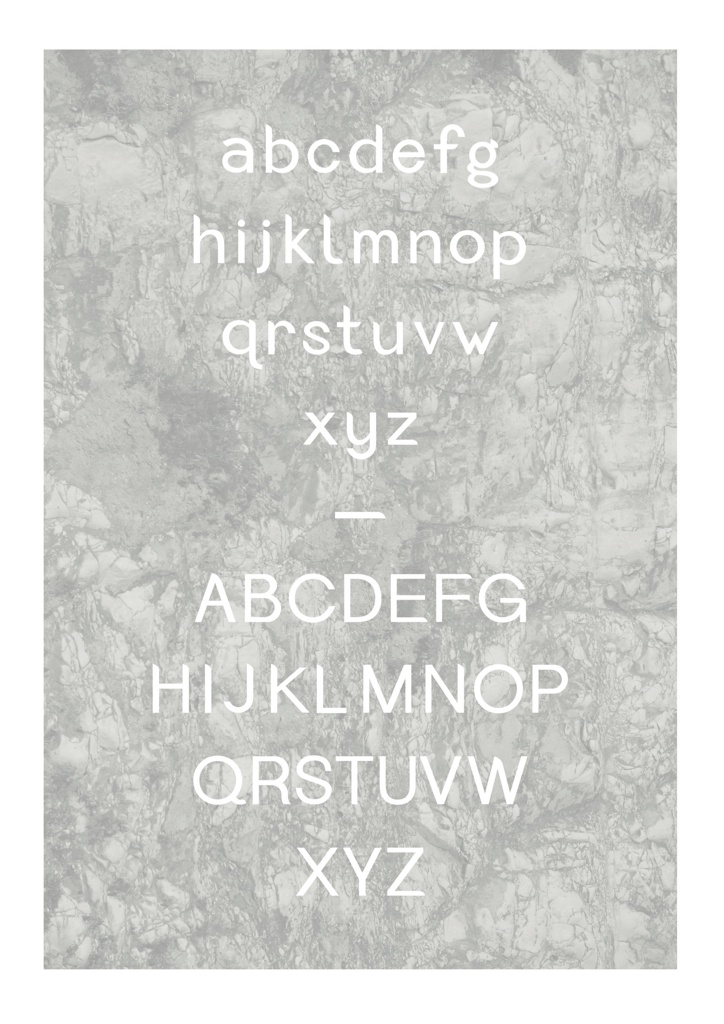 abcdefg
hijklmnop
qrstuvw
xyz
—
ABCDEFG
HIJKLMNOP
QRSTUVW
XYZ